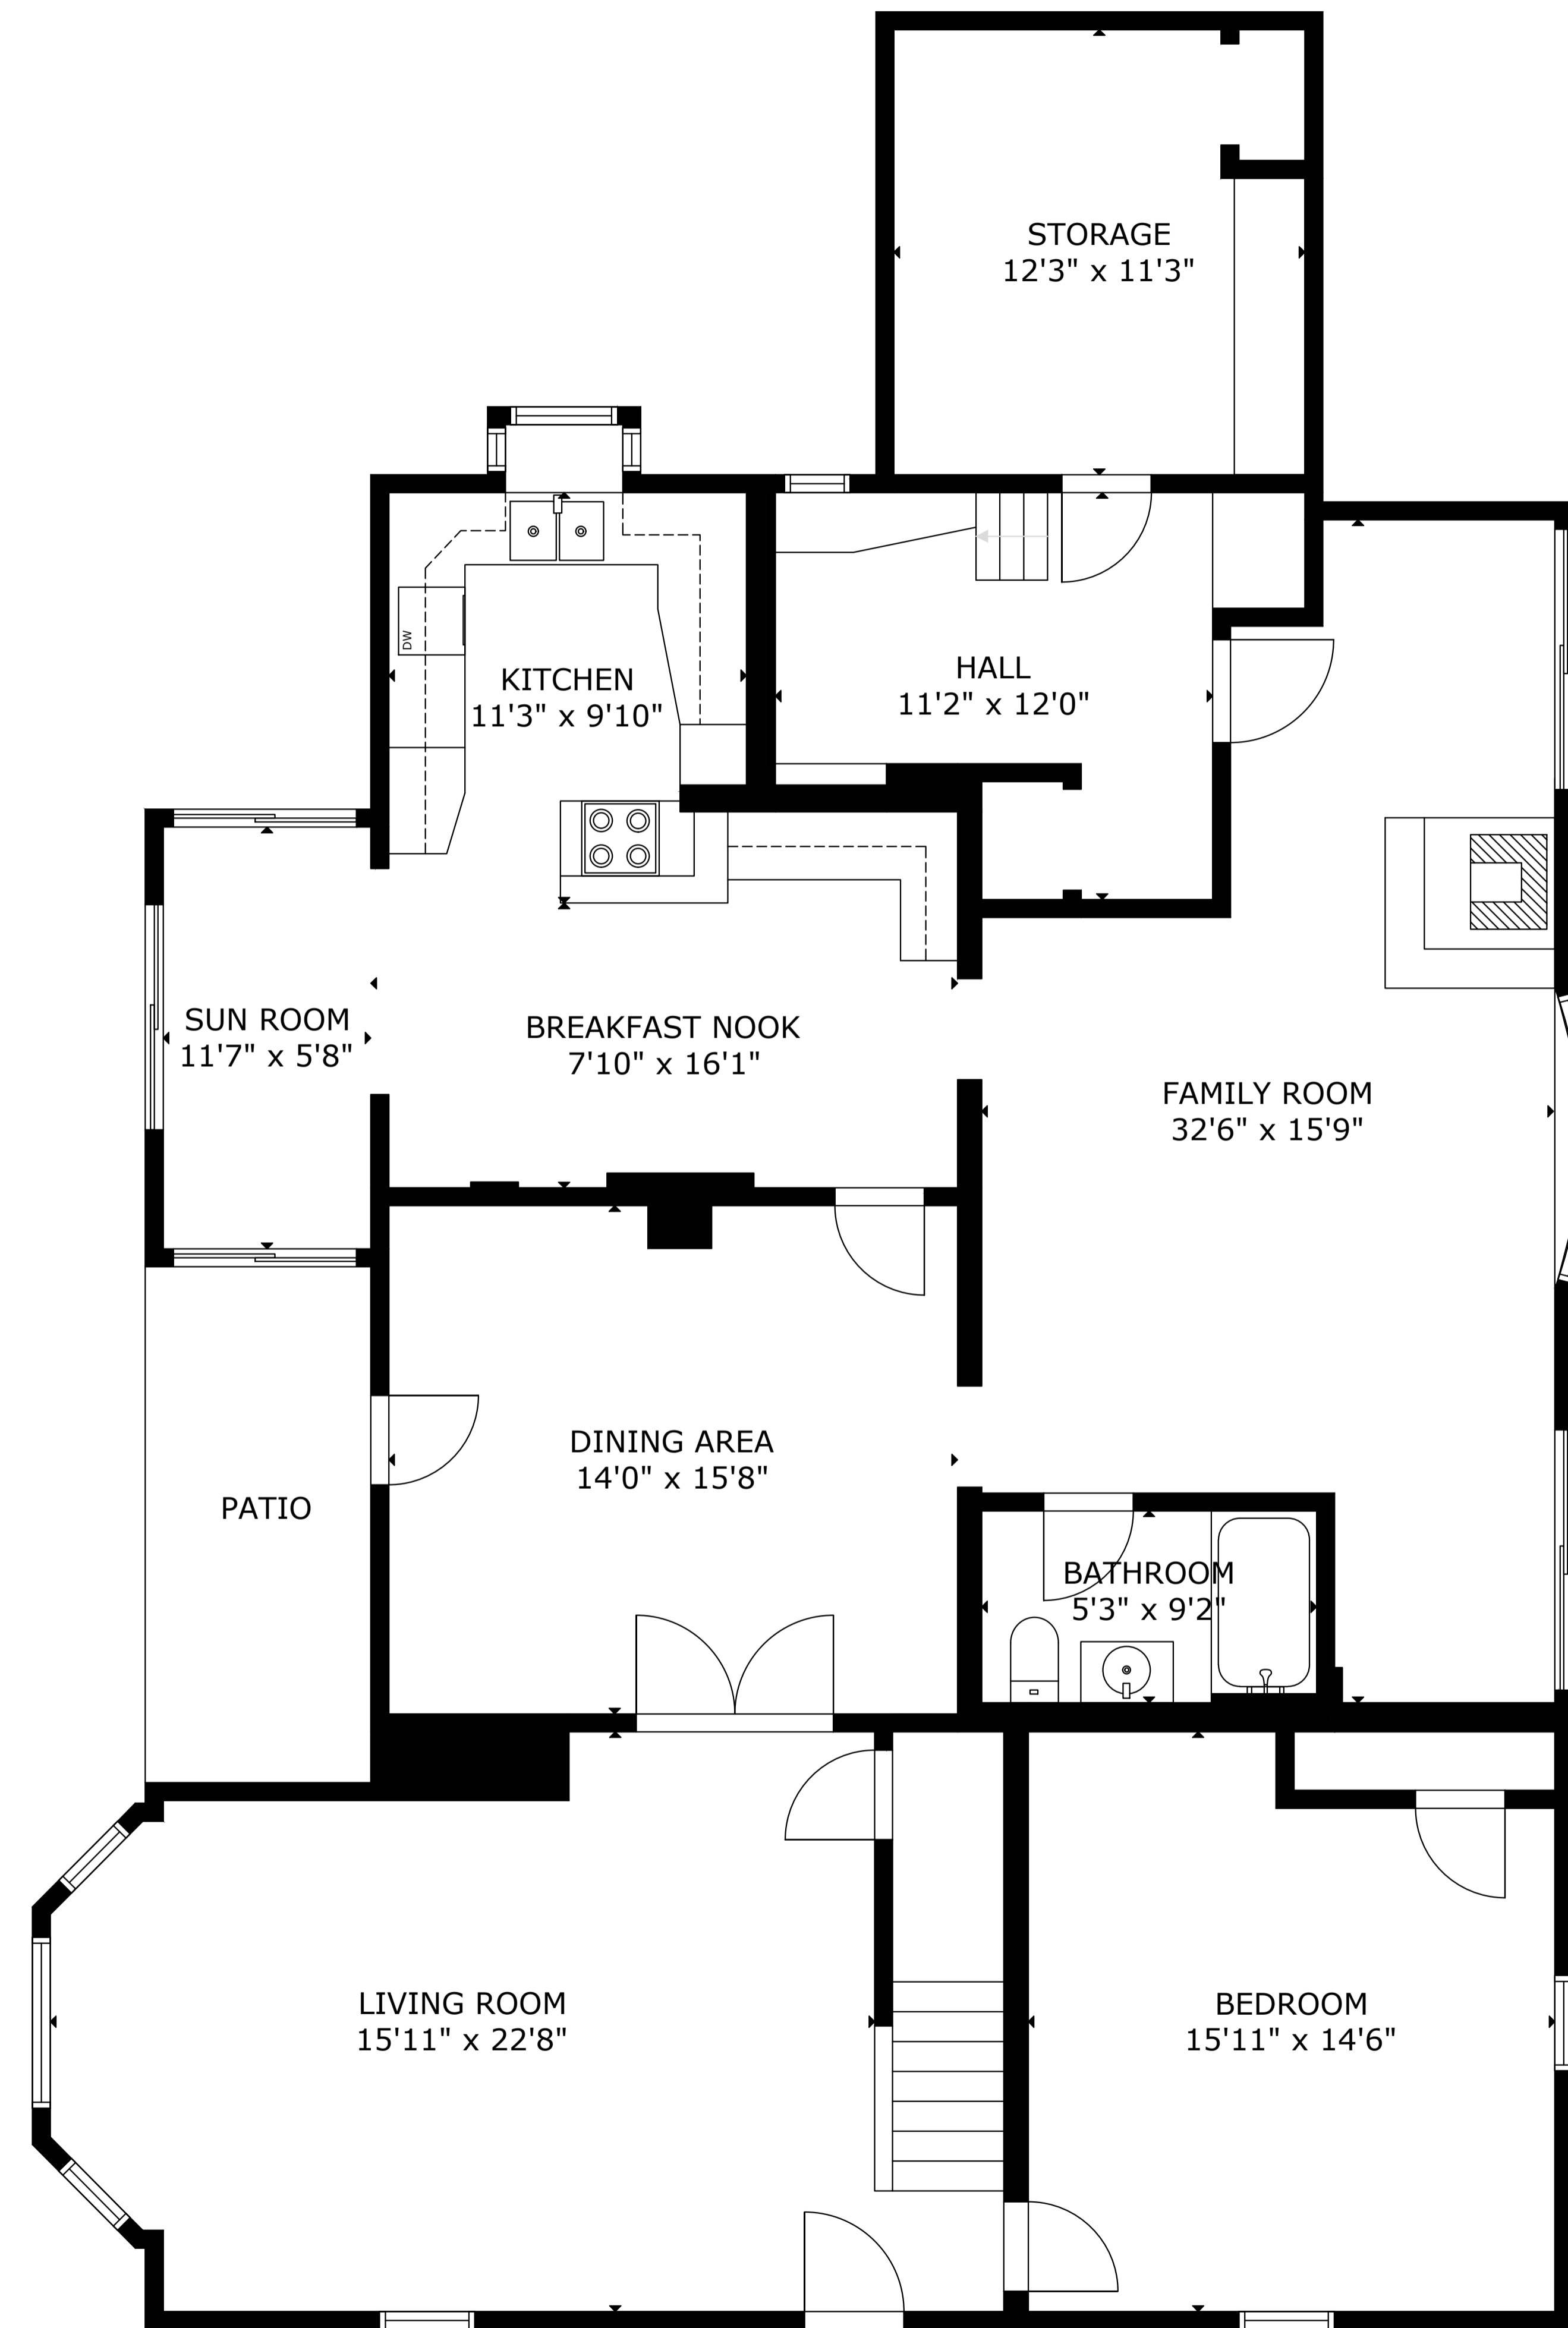 STORAGE
12'3" x 11'3"
KITCHEN
11'3" x 9'10"
DW
HALL
11'2" x 12'0"
SUN ROOM
11'7" x 5'8"
BREAKFAST NOOK
7'10" x 16'1"
FAMILY ROOM
32'6" x 15'9"
DINING AREA
14'0" x 15'8"
PATIO
BATHROOM
5'3" x 9'2"
LIVING ROOM
15'11" x 22'8"
BEDROOM
15'11" x 14'6"